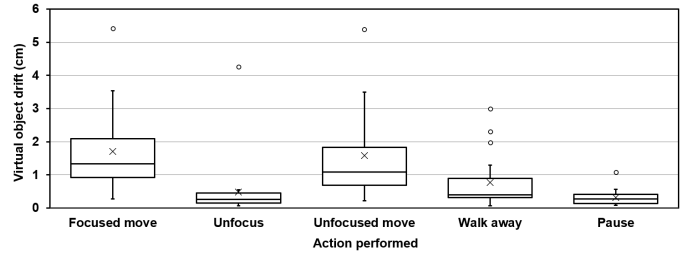 6
5
4
3
2
1
0
Virtual object drift (cm)
Focused move Unfocus Unfocused move Walk away Pause
Action performed